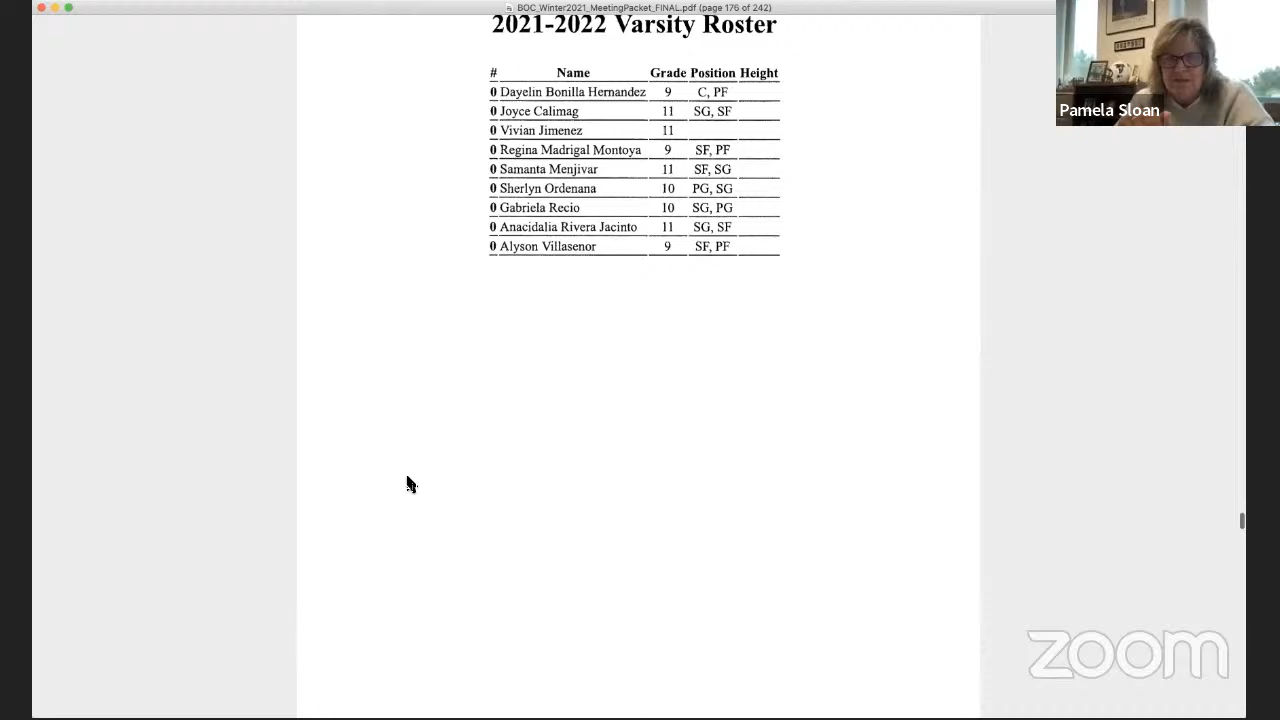 BOC_Winter2021_MeetingPacket_FINAL.pdf (page 176 of 242)
2021-2022 Varsity Roster
# Name Grade Position Height
0 Dayelin Bonilla Hernandez 9 C, PF
0 Joyce Calimag 11 SG, SF
0 Vivian Jimenez 11
0 Regina Madrigal Montoya 9 SF, PF
0 Samanta Menjivar 11 SF, SG
0 Sherlyn Ordenana 10 PG, SG
0 Gabriela Recio 10 SG, PG
0 Anacidalia Rivera Jacinto 11 SG, SF
0 Alyson Villasenor 9 SF, PF
Pamela Sloan
zoom